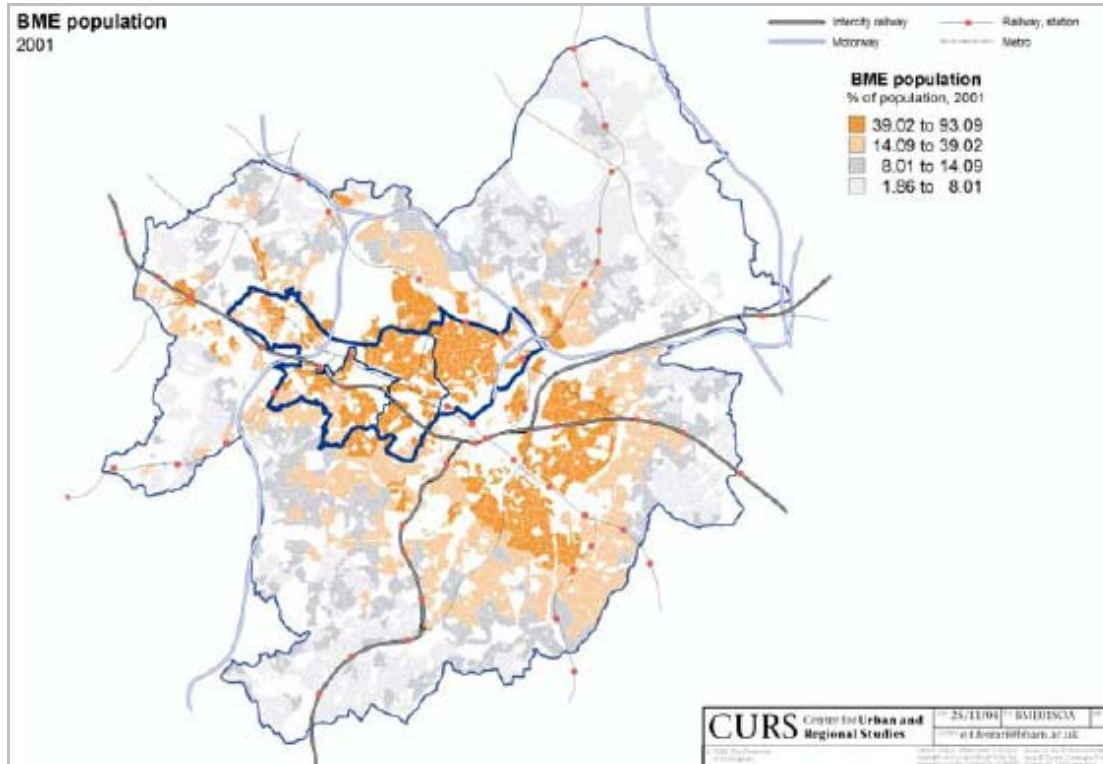 BME population
2001
Intercity railway
Motorway
Railway, station
Metro
BME population
% of population, 2001
39.02 to 93.09
14.09 to 39.02
8.01 to 14.09
1.86 to 8.01
CURS Centre for Urban and
Regional Studies